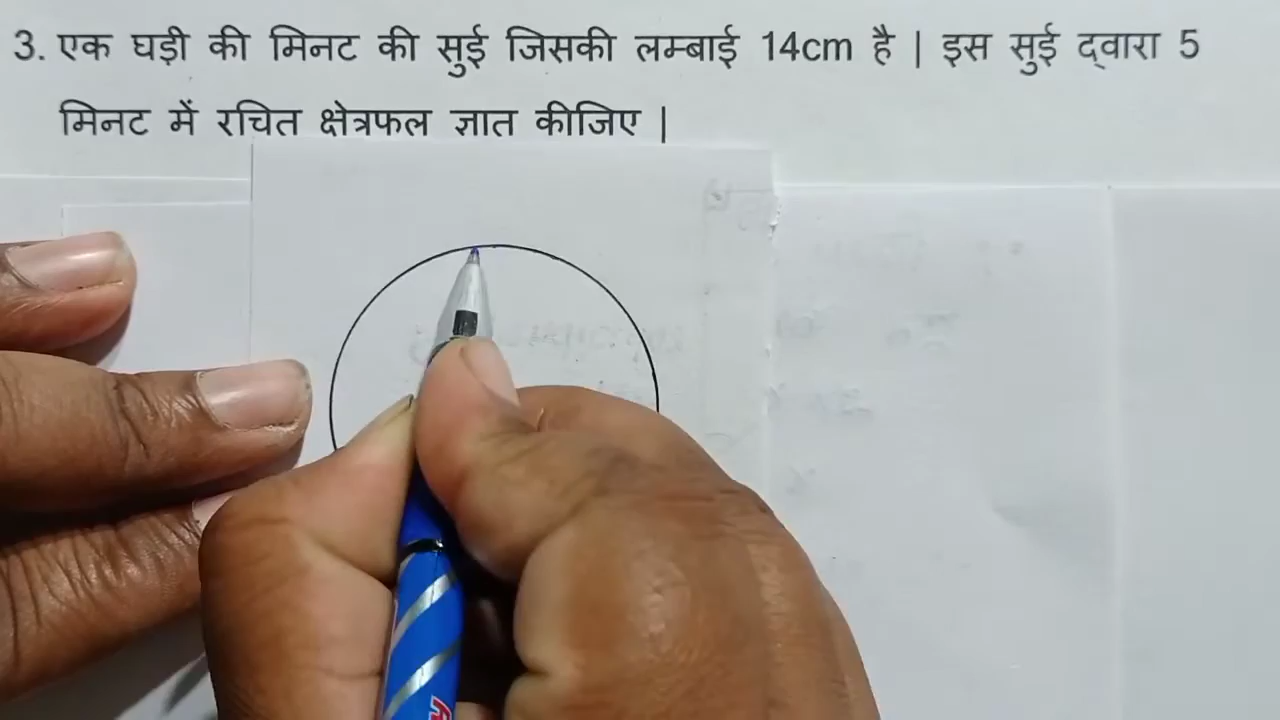 3. एक घड़ी की मिनट की सुई जिसकी लम्बाई 14cm है | इस सुई द्वारा 5
मिनट में रचित क्षेत्रफल ज्ञात कीजिए |